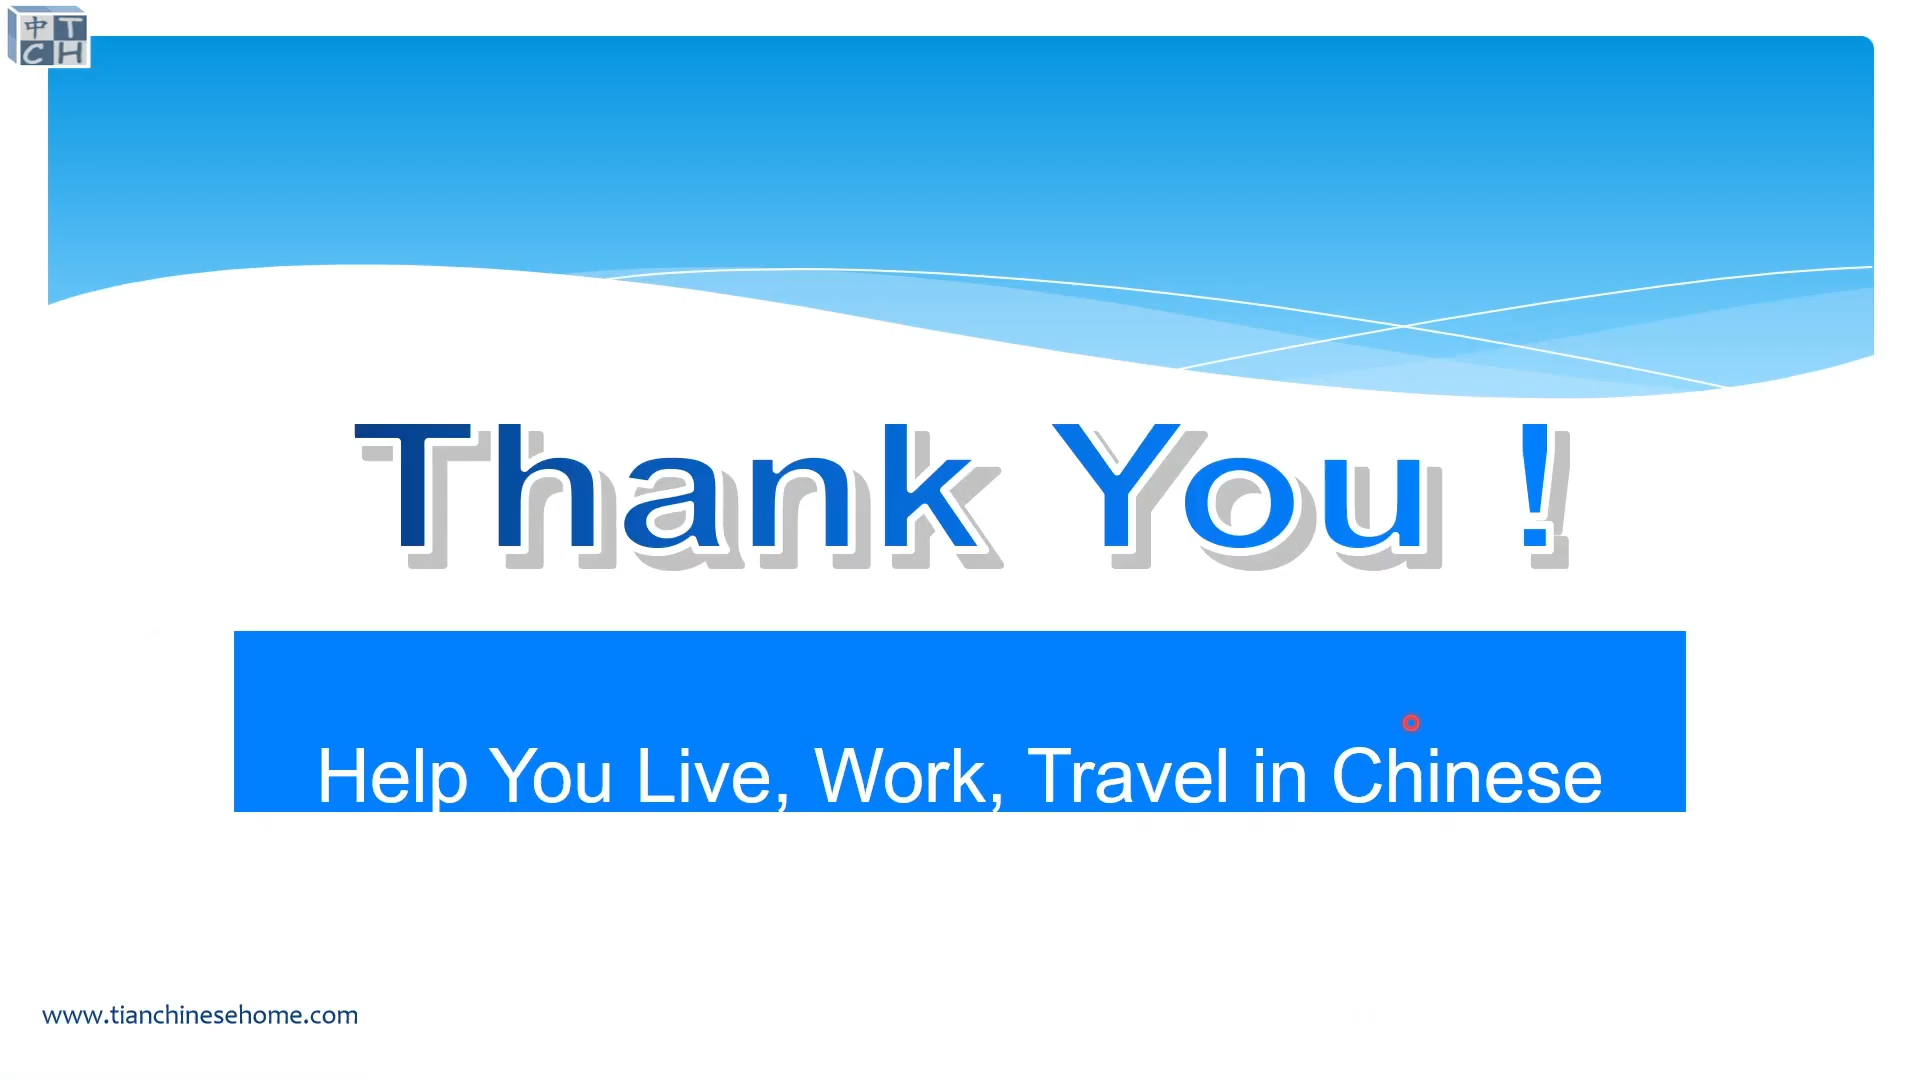 中T
CH
Thank You !
Help You Live, Work, Travel in Chinese
www.tianchinesehome.com